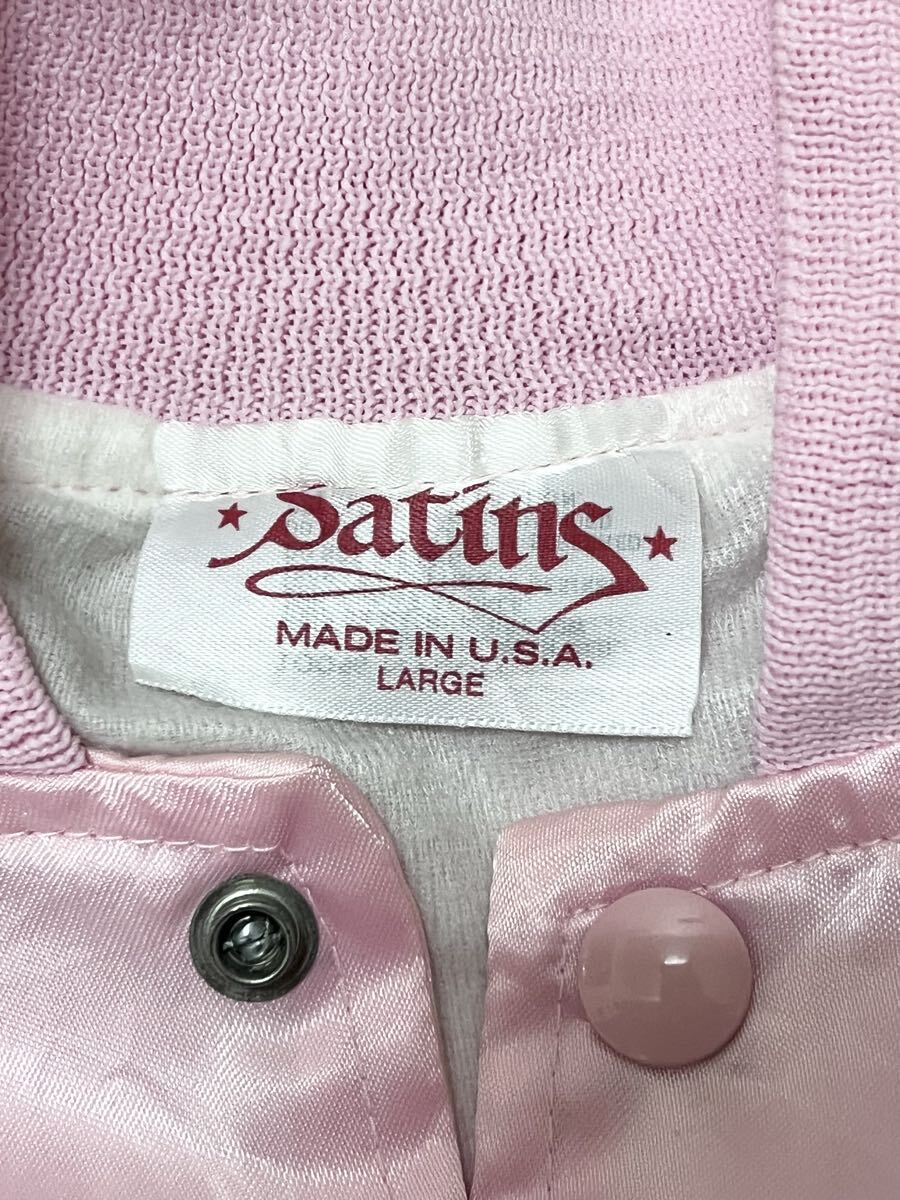 ★ Satins ★
MADE IN U.S.A.
LARGE